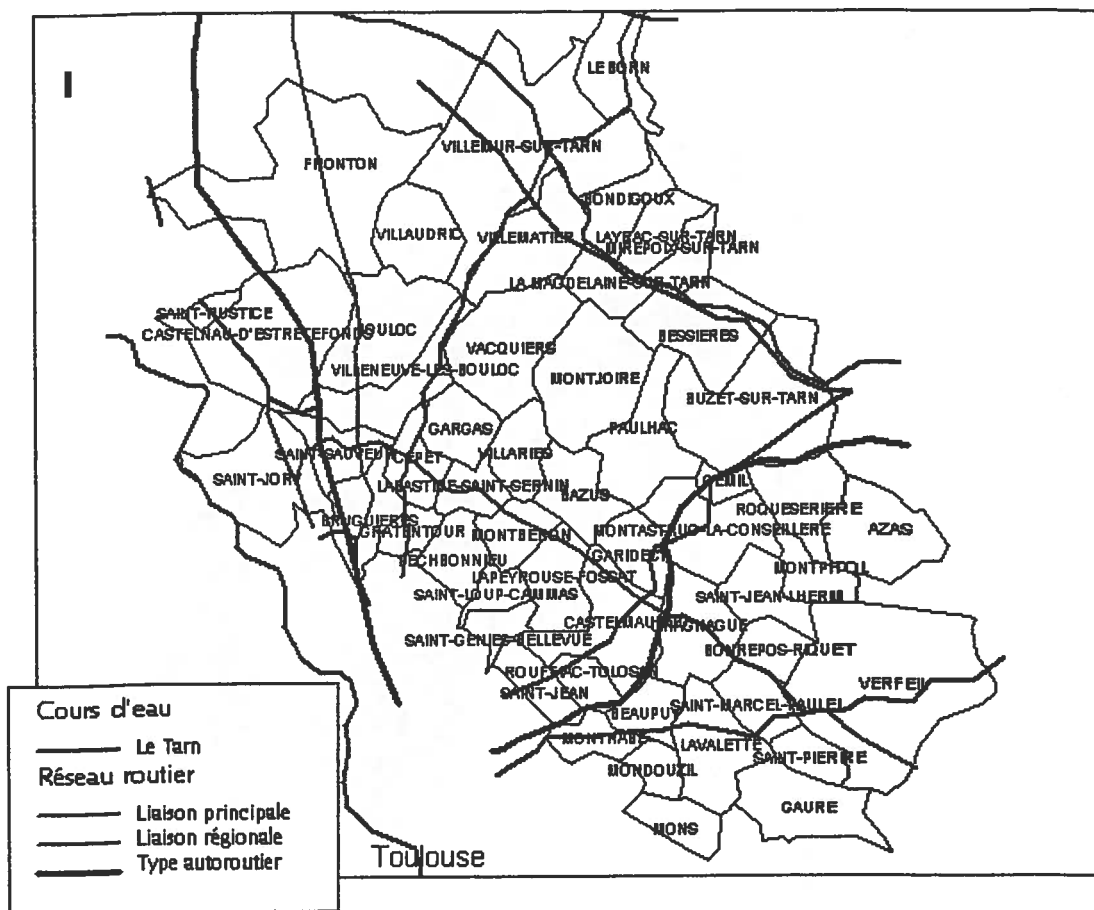 I
LE BORN
VILLEMUR-SUR-TARN
FRONTON
BONDIGOUX
VILLAUDRIC
VILLEMATIER
LAYRAC-SUR-TARN
MIREPOIX-SUR-TARN
LA MAGDELAINE-SUR-TARN
SAINT-RUSTICE
CASTELNAU-D'ESTRETEFONDS
BOULOC
BESSIERES
VACQUIERS
VILLENEUVE-LES-BOULOC
MONTJOIRE
BUZET-SUR-TARN
GARGAS
PAULHAC
SAINT-SAUVEUR
CEPET
VILLARIES
SAINT-JORY
LABASTIDE-SAINT-SERNIN
BAZUS
GEMIL
ROQUESERIERE
BRUGUIERES
GRATENTOUR
MONTBERON
MONTASTRUC-LA-CONSEILLERE
AZAS
PECHBONNIEU
GARIDECH
MONTPITOL
LAPEYROUSE-FOSSAT
SAINT-LOUP-CAMMAS
SAINT-JEAN-LHERM
CASTELMAUROU
GRAGNAGUE
SAINT-GENIES-BELLEVUE
BONREPOS-RIQUET
ROUFFIAC-TOLOSAN
SAINT-JEAN
VERFEIL
BEAUPUY
SAINT-MARCEL-PAULEL
MONTRABE
LAVALETTE
SAINT-PIERRE
MONDOUZIL
GAURE
MONS
Toulouse
Cours d'eau
Le Tarn
Réseau routier
Liaison principale
Liaison régionale
Type autoroutier